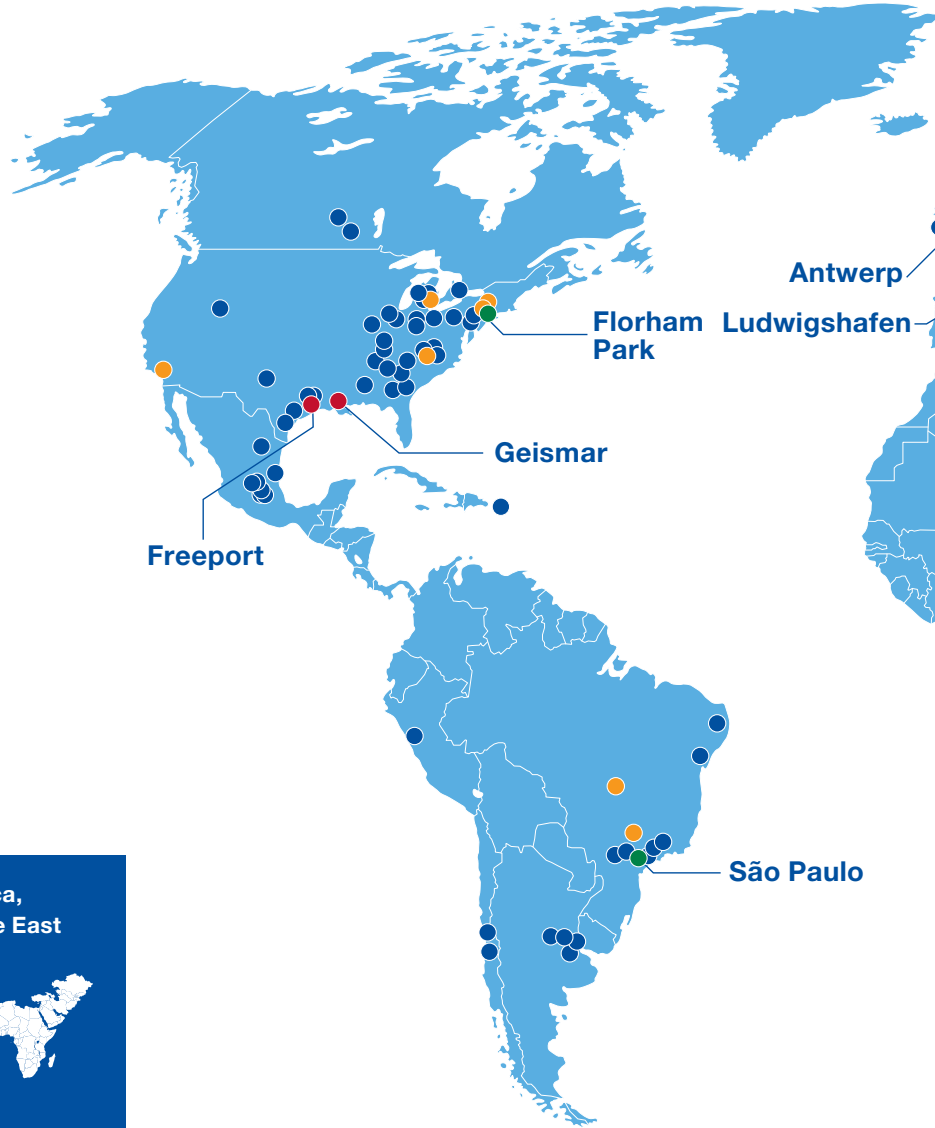 Antwerp
Ludwigshafen
Florham
Park
Geismar
Freeport
São Paulo
East